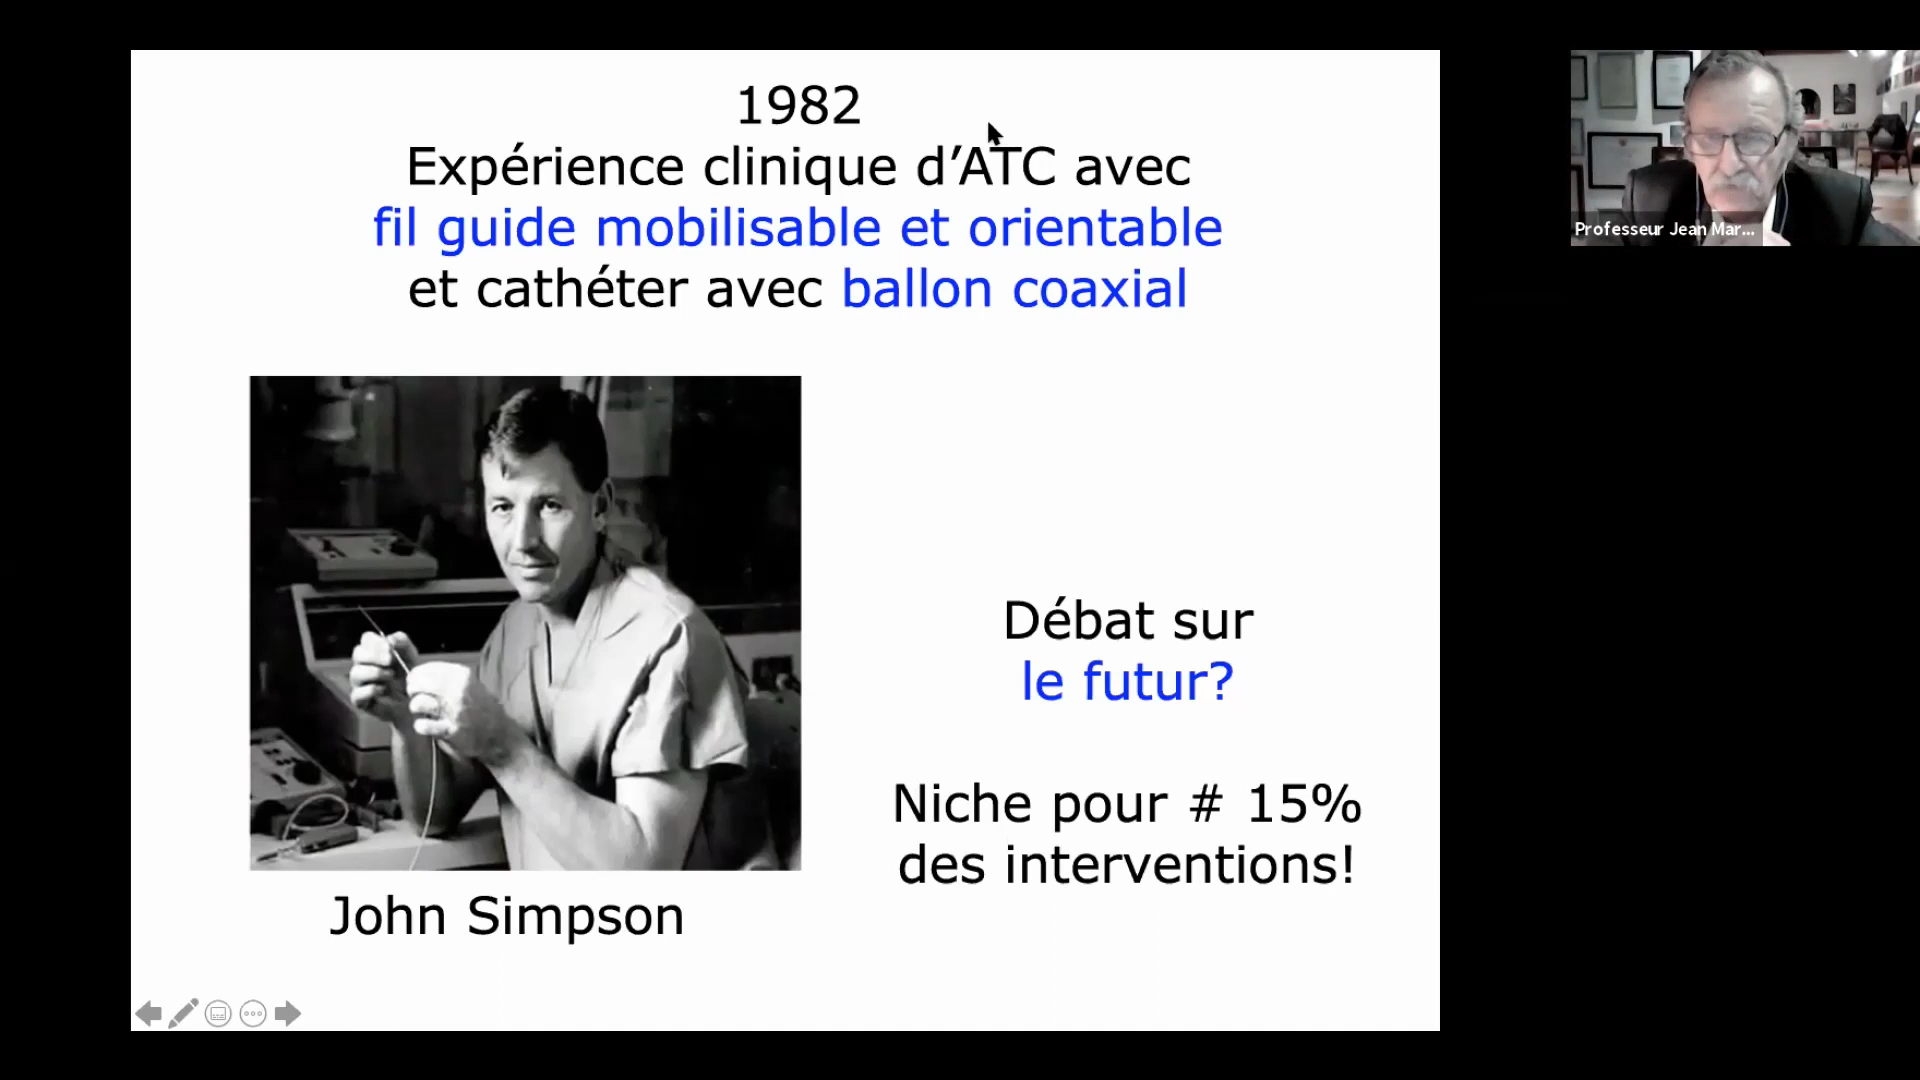 1982
Expérience clinique d’ATC avec
fil guide mobilisable et orientable
et cathéter avec ballon coaxial
Professeur Jean Mar...
Débat sur
le futur?
Niche pour # 15%
des interventions!
John Simpson